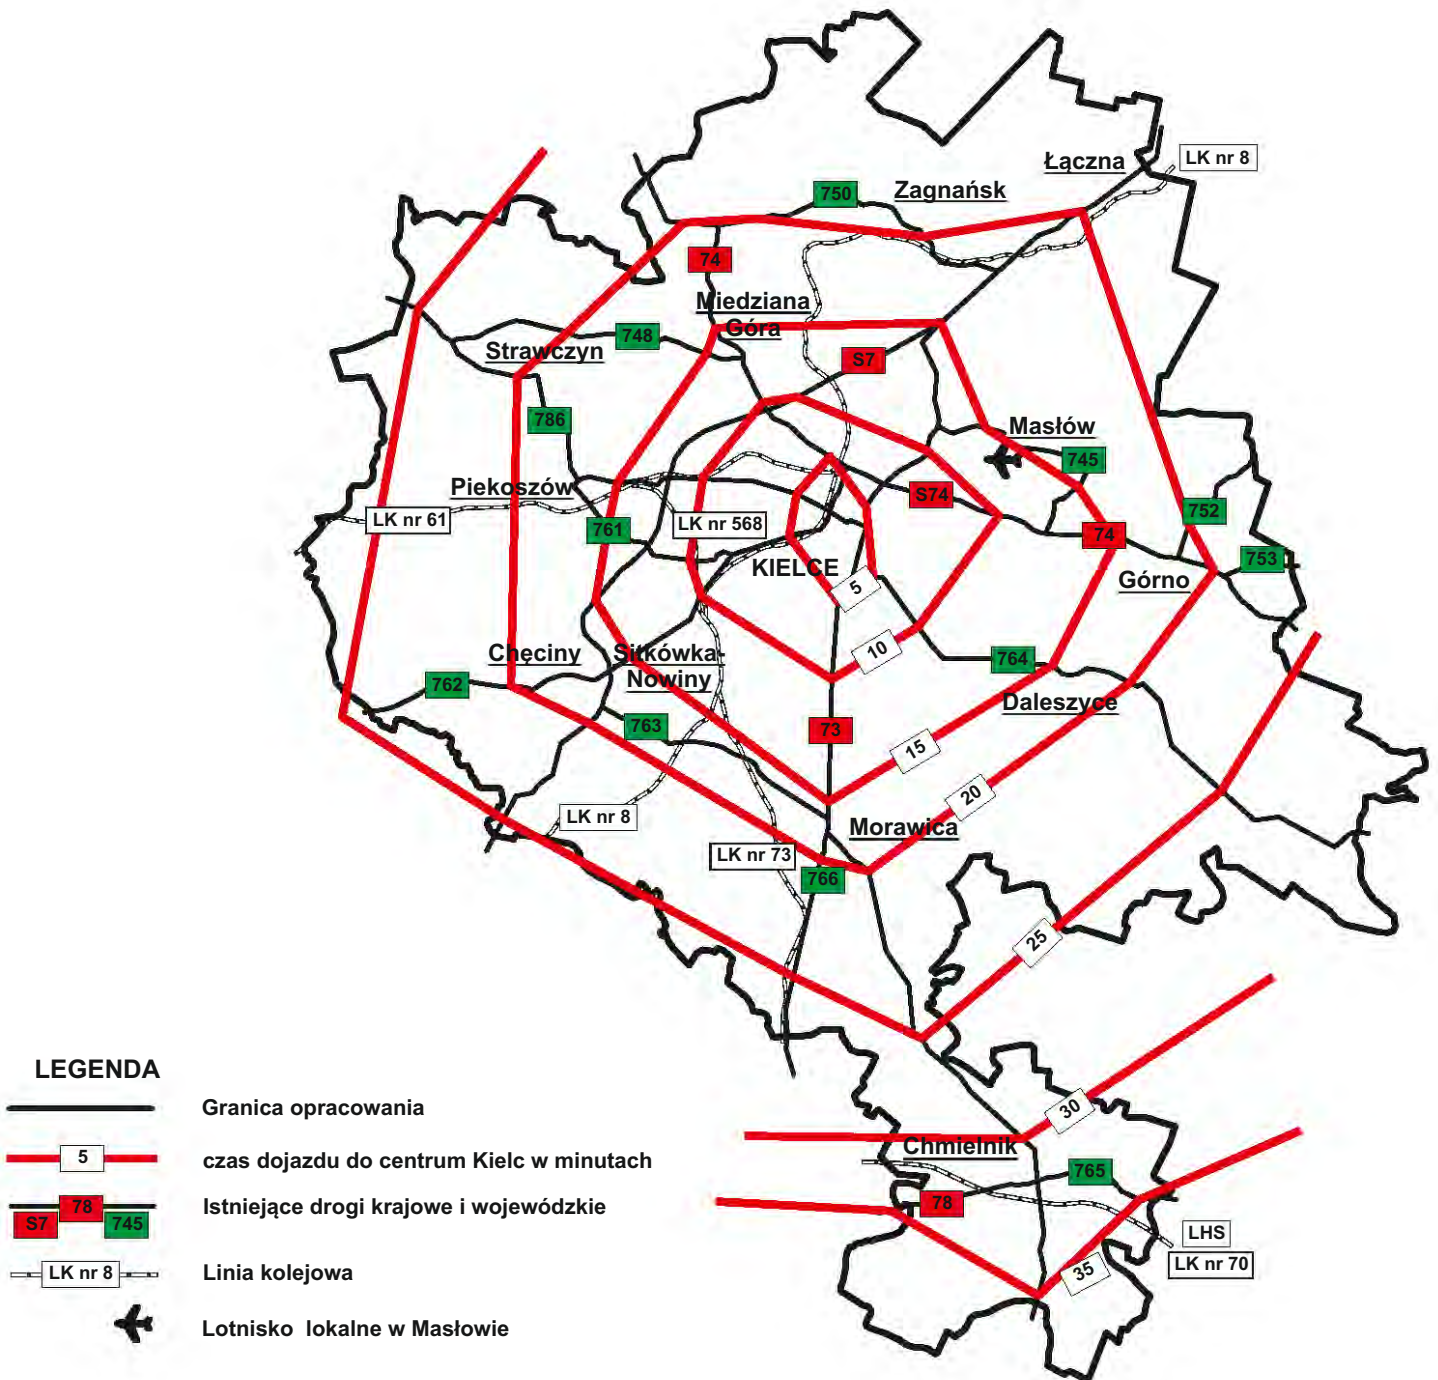 Łączna
LK nr 8
750
Zagnańsk
74
Miedziana
Góra
748
Strawczyn
S7
786
Masłów
745
Piekoszów
S74
LK nr 61
761
LK nr 568
752
74
753
KIELCE
Górno
5
10
Chęciny
Sitkówka-
Nowiny
764
762
Daleszyce
763
73
15
20
LK nr 8
Morawica
LK nr 73
766
25
30
Chmielnik
765
78
LHS
LK nr 70
35
LEGENDA
Granica opracowania
5
czas dojazdu do centrum Kielc w minutach
78
S7
745
Istniejące drogi krajowe i wojewódzkie
LK nr 8
Linia kolejowa
Lotnisko lokalne w Masłowie